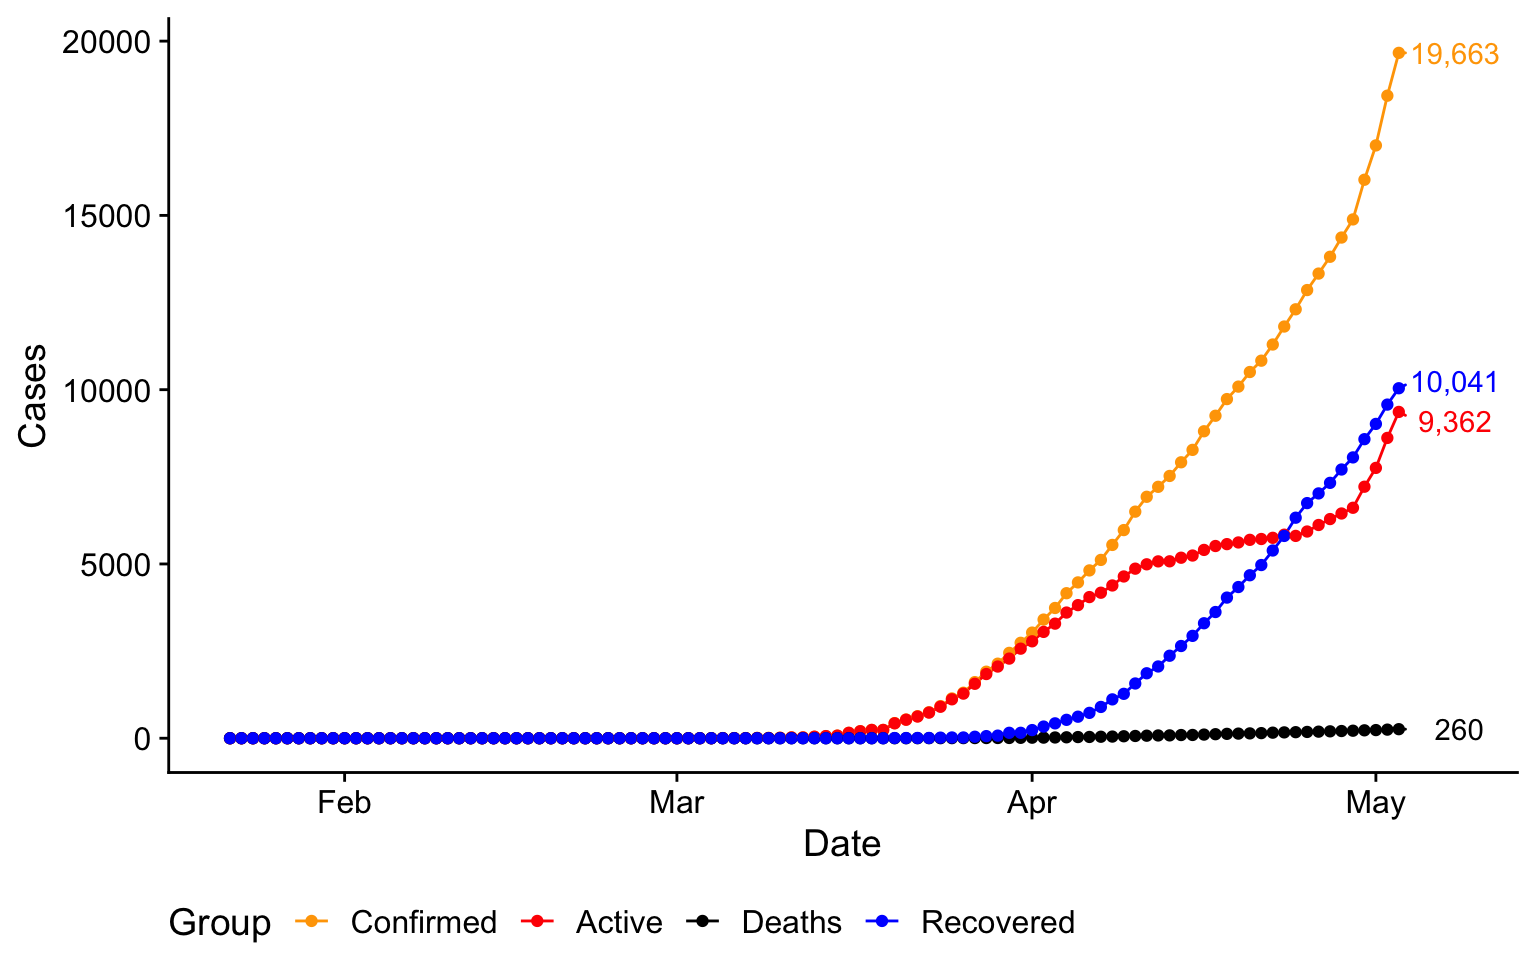 20000
15000
10000
5000
0
Cases
19,663
10,041
9,362
260
Feb Mar Apr May
Date
Group Confirmed Active Deaths Recovered